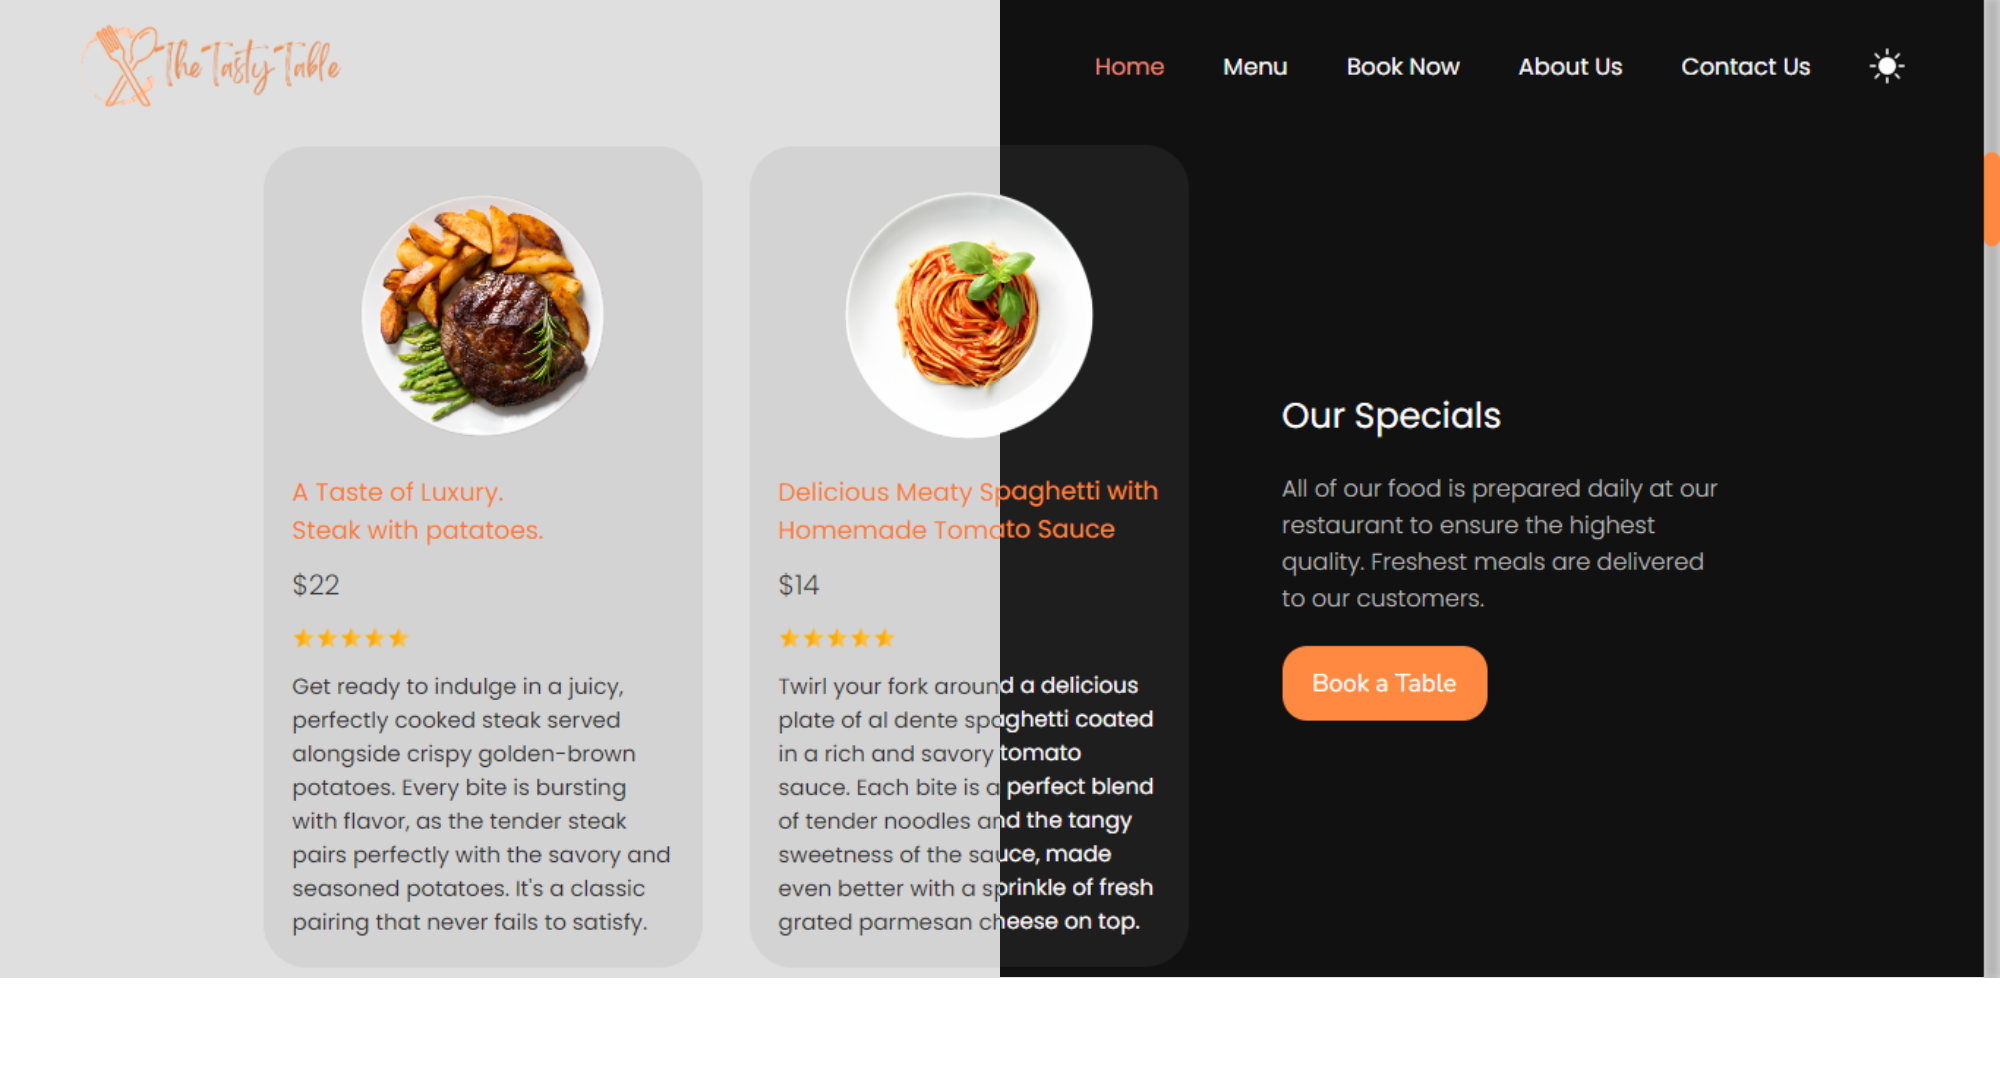 The Tasty Table
Home
Menu
Book Now
About Us
Contact Us
A Taste of Luxury.
Steak with patatoes.
$22
Get ready to indulge in a juicy,
perfectly cooked steak served
alongside crispy golden-brown
potatoes. Every bite is bursting
with flavor, as the tender steak
pairs perfectly with the savory and
seasoned potatoes. It's a classic
pairing that never fails to satisfy.
Delicious Meaty Spaghetti with
Homemade Tomato Sauce
$14
Twirl your fork around a delicious
plate of al dente spaghetti coated
in a rich and savory tomato
sauce. Each bite is a perfect blend
of tender noodles and the tangy
sweetness of the sauce, made
even better with a sprinkle of fresh
grated parmesan cheese on top.
Our Specials
All of our food is prepared daily at our
restaurant to ensure the highest
quality. Freshest meals are delivered
to our customers.
Book a Table